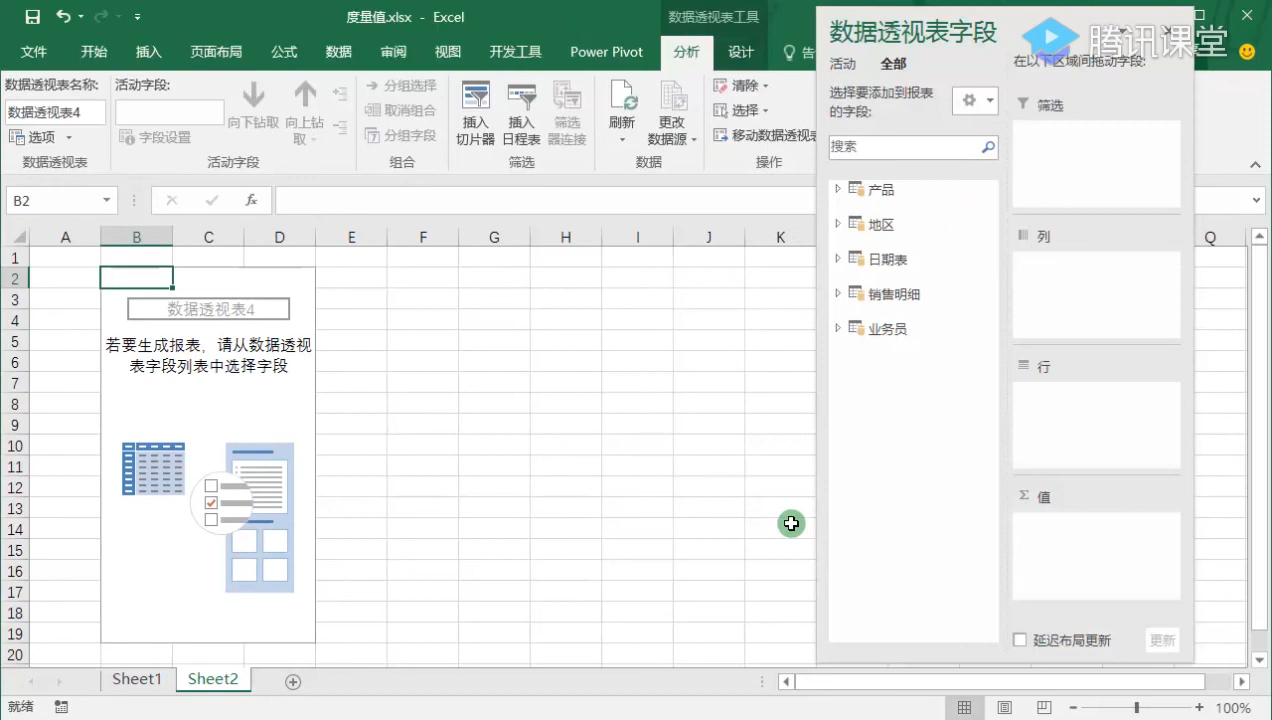 度量值.xlsx - Excel
数据透视表工具
文件 开始 插入 页面布局 公式 数据 审阅 视图 开发工具 Power Pivot 分析 设计 告
数据透视表名称:
数据透视表4
选项
数据透视表
活动字段:
字段设置
向下钻取 向上钻取
活动字段
分组选择
取消组合
分组字段
组合
插入切片器
插入日程表
筛选器连接
筛选
刷新
更改数据源
数据
清除
选择
移动数据透视表
操作
B2
fx
A B C D E F G H I J K Q
1
2
3
4
5
6
7
8
9
10
11
12
13
14
15
16
17
18
19
20
数据透视表4
若要生成报表，请从数据透视
表字段列表中选择字段
数据透视表字段
腾讯课堂
活动 全部
选择要添加到报表
的字段:
搜索
产品
地区
日期表
销售明细
业务员
在以下区域间拖动字段:
筛选
列
行
Σ 值
延迟布局更新 更新
Sheet1 Sheet2
就绪
100%